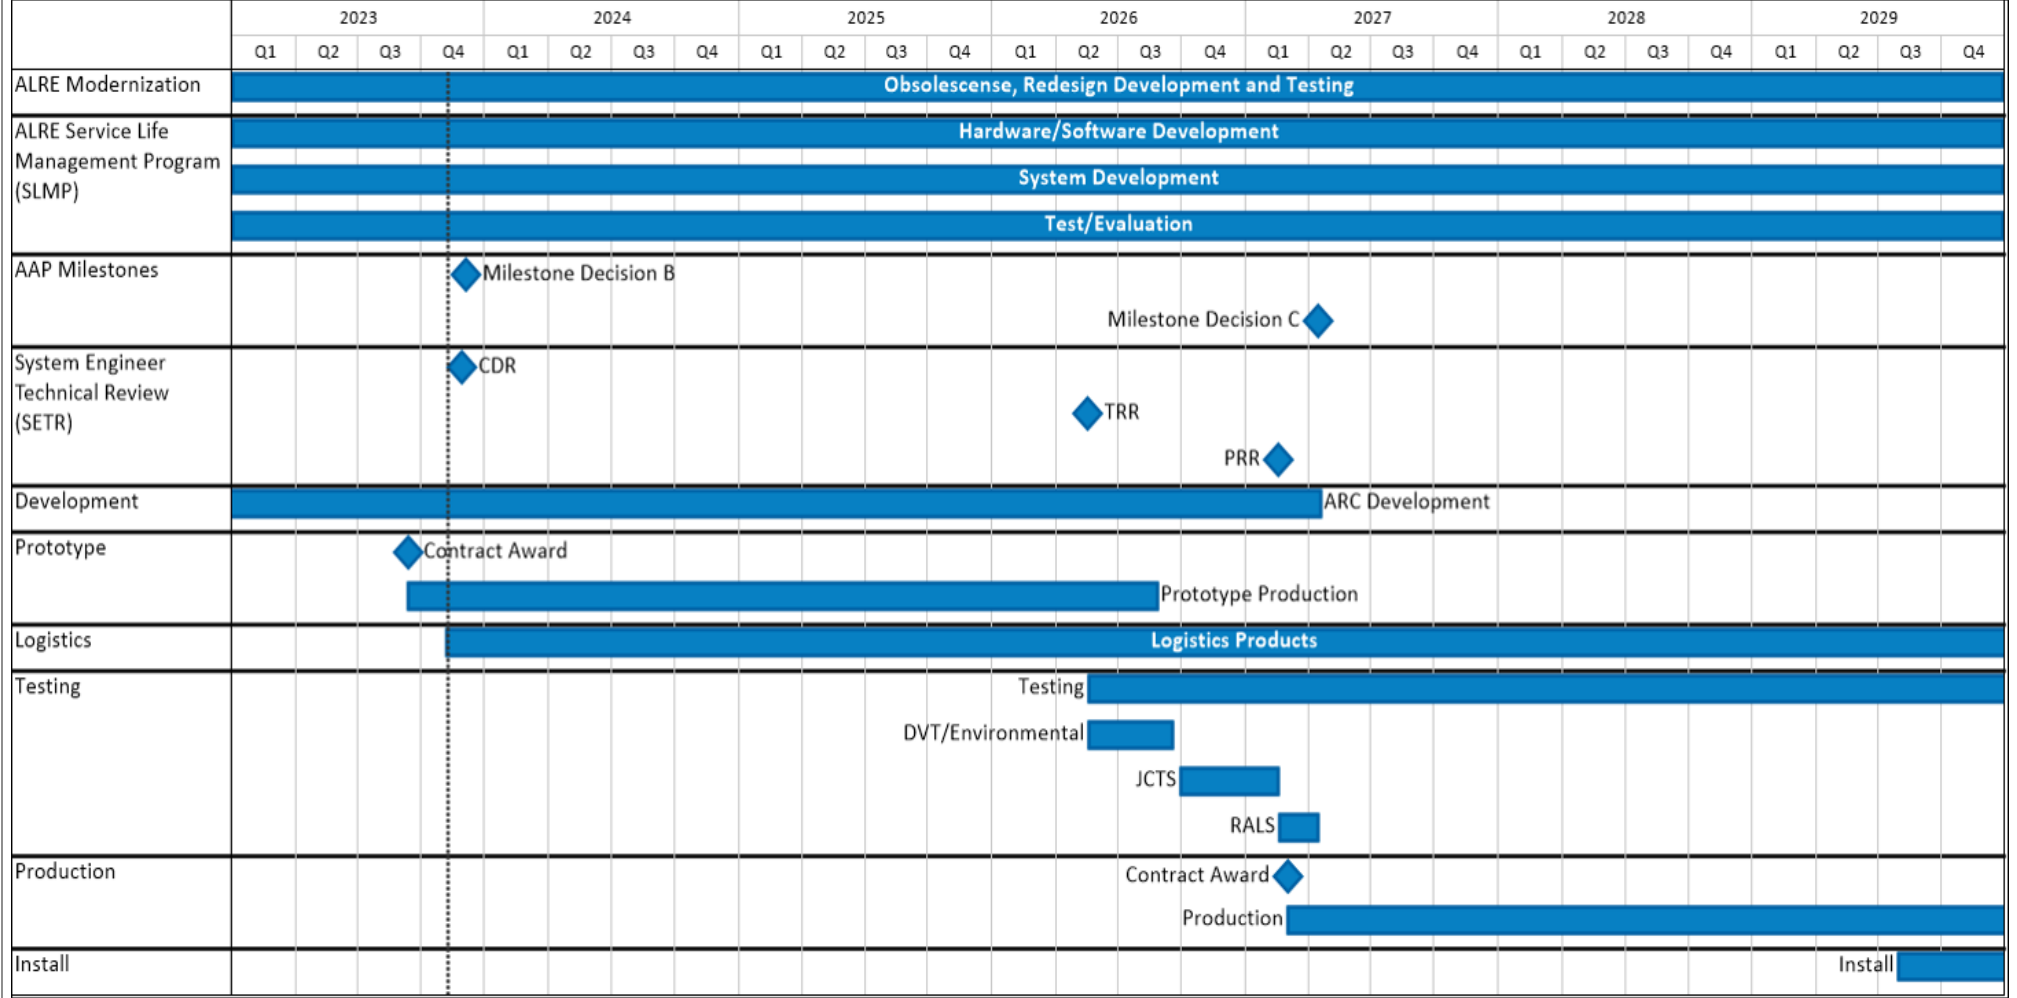 2023 2024 2025 2026 2027 2028 2029
Q1 Q2 Q3 Q4 Q1 Q2 Q3 Q4 Q1 Q2 Q3 Q4 Q1 Q2 Q3 Q4 Q1 Q2 Q3 Q4 Q1 Q2 Q3 Q4 Q1 Q2 Q3 Q4
ALRE Modernization
Obsolescense, Redesign Development and Testing
ALRE Service Life
Management Program
(SLMP)
Hardware/Software Development
System Development
Test/Evaluation
AAP Milestones
Milestone Decision B
Milestone Decision C
System Engineer
Technical Review
(SETR)
CDR
TRR
PRR
Development
ARC Development
Prototype
Contract Award
Prototype Production
Logistics
Logistics Products
Testing
Testing
DVT/Environmental
JCTS
RALS
Production
Contract Award
Production
Install
Install